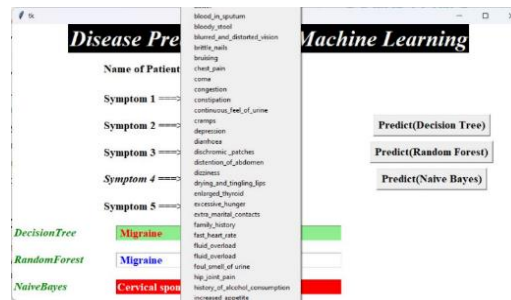 tk
Disease Pre
Machine Learning
Name of Patient
Symptom 1 ===>
Symptom 2 ===>
Symptom 3 ===>
Symptom 4 ===>
Symptom 5 ===>
blood_in_sputum
bloody_stool
blurred_and_distorted_vision
brittle_nails
bruising
chest_pain
coma
congestion
constipation
continuous_feel_of_urine
cramps
depression
diarrhoea
dischromic _patches
distention_of_abdomen
dizziness
drying_and_tingling_lips
enlarged_thyroid
excessive_hunger
extra_marital_contacts
family_history
fast_heart_rate
fluid_overload
fluid_overload
foul_smell_of urine
hip_joint_pain
history_of_alcohol_consumption
increased_appetite
Predict(Decision Tree)
Predict(Random Forest)
Predict(Naive Bayes)
DecisionTree Migraine
RandomForest Migraine
NaiveBayes Cervical spon